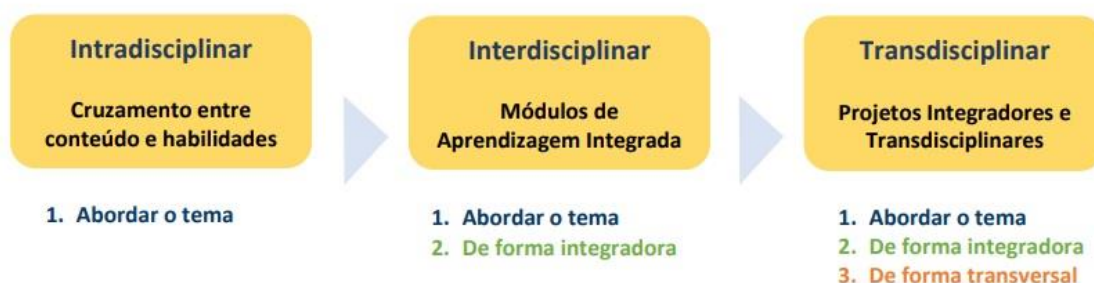 Intradisciplinar
Cruzamento entre
conteúdo e habilidades
1. Abordar o tema
Interdisciplinar
Módulos de
Aprendizagem Integrada
1. Abordar o tema
2. De forma integradora
Transdisciplinar
Projetos Integradores e
Transdisciplinares
1. Abordar o tema
2. De forma integradora
3. De forma transversal